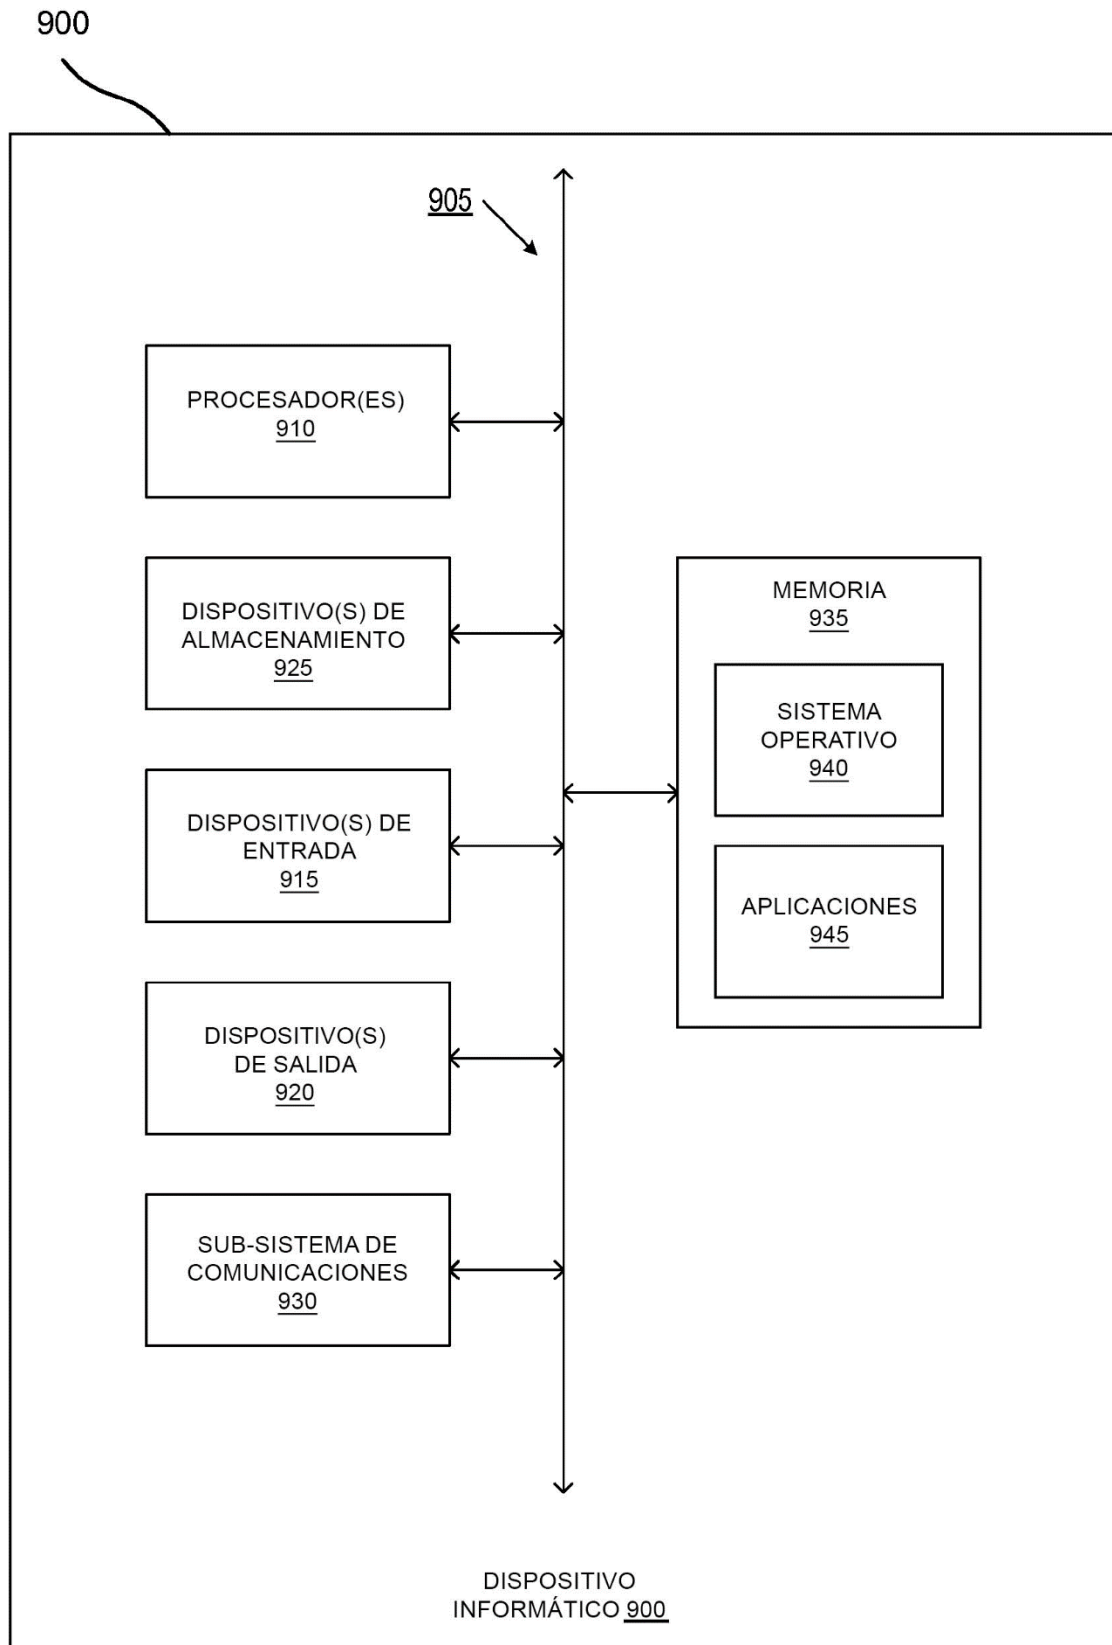 900
905
PROCESADOR(ES)
910
DISPOSITIVO(S) DE
ALMACENAMIENTO
925
DISPOSITIVO(S) DE
ENTRADA
915
DISPOSITIVO(S)
DE SALIDA
920
SUB-SISTEMA DE
COMUNICACIONES
930
MEMORIA
935
SISTEMA
OPERATIVO
940
APLICACIONES
945
DISPOSITIVO
INFORMÁTICO 900